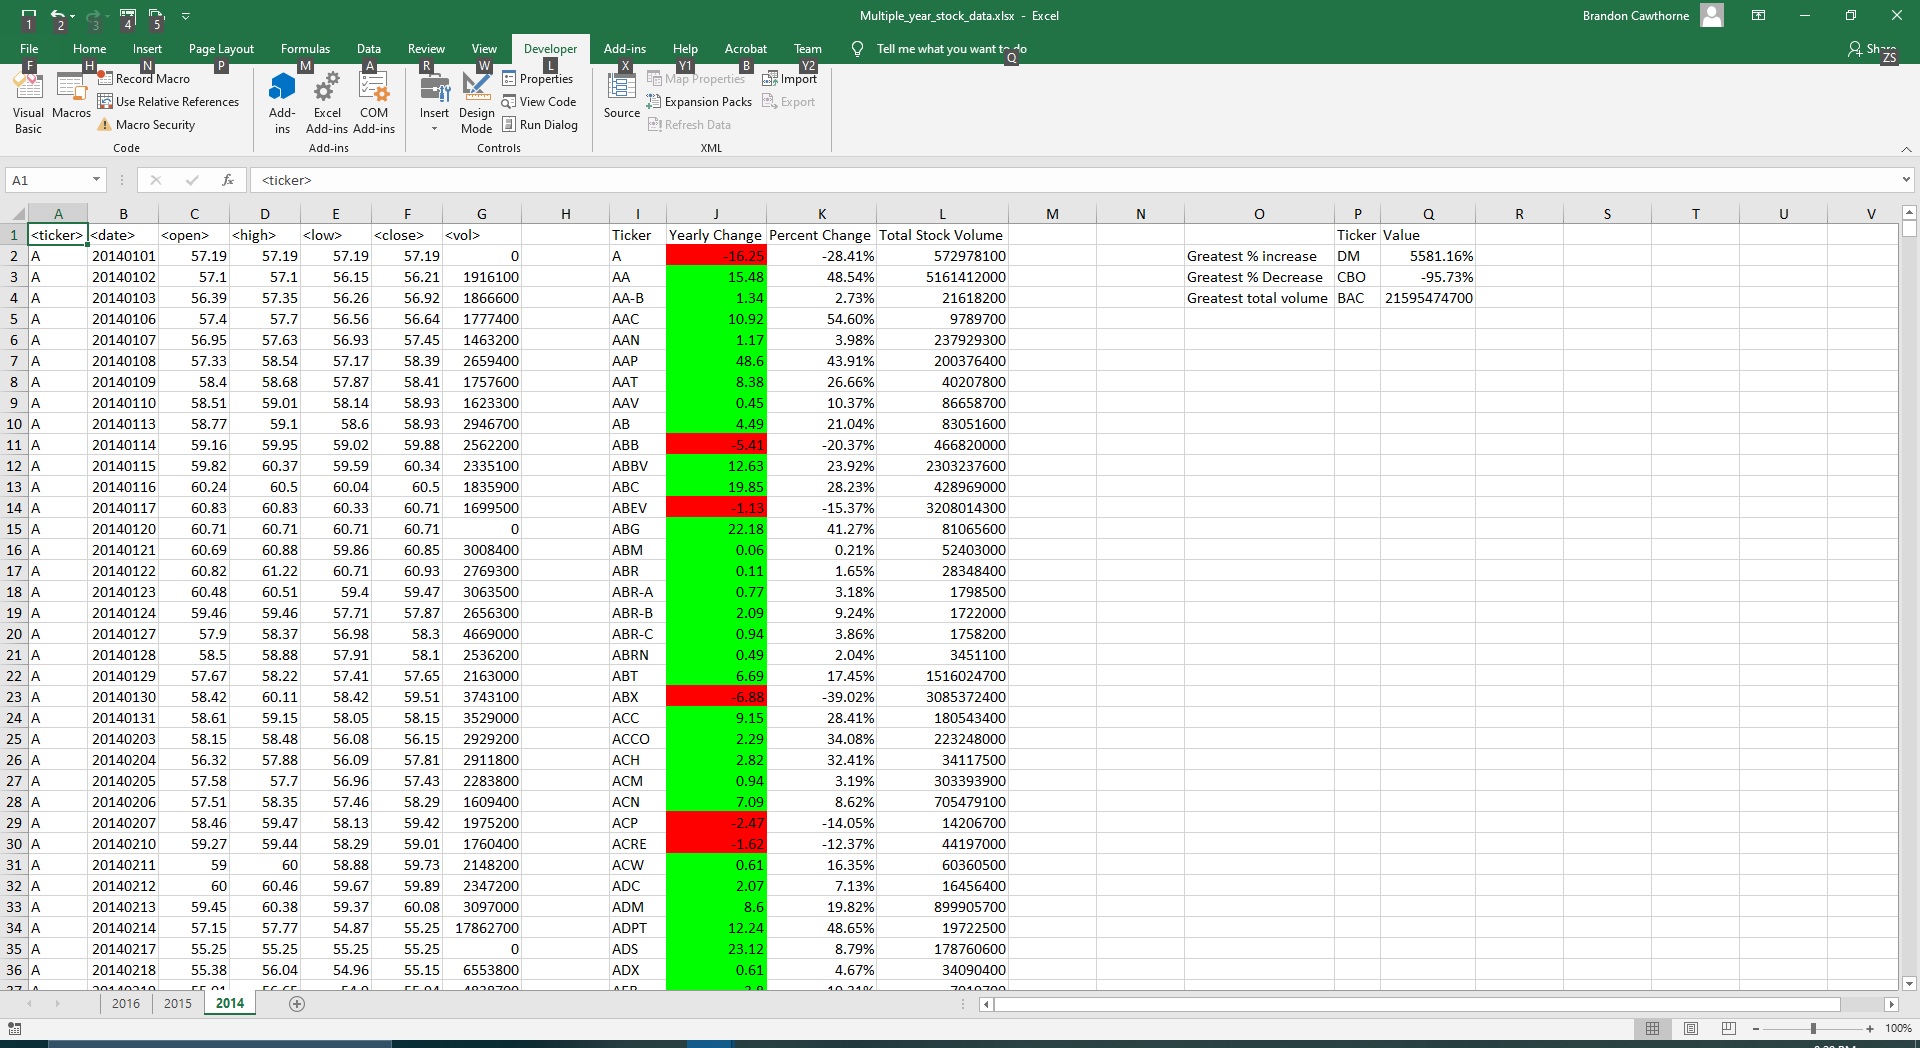 1 2 3 4 5 Multiple_year_stock_data.xlsx - Excel Brandon Cawthorne
File Home Insert Page Layout Formulas Data Review View Developer Add-ins Help Acrobat Team Tell me what you want to do Share
F H N P M A R W L X Y1 B Y2 Q ZS
Visual Basic
Macros
Record Macro
Use Relative References
Macro Security
Code
Add-ins
Excel Add-ins
COM Add-ins
Add-ins
Insert
Design Mode
Properties
View Code
Run Dialog
Controls
Source
Map Properties
Expansion Packs
Refresh Data
Import
Export
XML
A1 fx <ticker>
A B C D E F G H I J K L M N O P Q R S T U V
1 <ticker> <date> <open> <high> <low> <close> <vol> Ticker Yearly Change Percent Change Total Stock Volume Ticker Value
2 A 20140101 57.19 57.19 57.19 57.19 0 A -16.25 -28.41% 572978100 Greatest % increase DM 5581.16%
3 A 20140102 57.1 57.1 56.15 56.21 1916100 AA 15.48 48.54% 5161412000 Greatest % Decrease CBO -95.73%
4 A 20140103 56.39 57.35 56.26 56.92 1866600 AA-B 1.34 2.73% 21618200 Greatest total volume BAC 21595474700
5 A 20140106 57.4 57.7 56.56 56.64 1777400 AAC 10.92 54.60% 9789700
6 A 20140107 56.95 57.63 56.93 57.45 1463200 AAN 1.17 3.98% 237929300
7 A 20140108 57.33 58.54 57.17 58.39 2659400 AAP 48.6 43.91% 200376400
8 A 20140109 58.4 58.68 57.87 58.41 1757600 AAT 8.38 26.66% 40207800
9 A 20140110 58.51 59.01 58.14 58.93 1623300 AAV 0.45 10.37% 86658700
10 A 20140113 58.77 59.1 58.6 58.93 2946700 AB 4.49 21.04% 83051600
11 A 20140114 59.16 59.95 59.02 59.88 2562200 ABB -5.41 -20.37% 466820000
12 A 20140115 59.82 60.37 59.59 60.34 2335100 ABBV 12.63 23.92% 2303237600
13 A 20140116 60.24 60.5 60.04 60.5 1835900 ABC 19.85 28.23% 428969000
14 A 20140117 60.83 60.83 60.33 60.71 1699500 ABEV -1.13 -15.37% 3208014300
15 A 20140120 60.71 60.71 60.71 60.71 0 ABG 22.18 41.27% 81065600
16 A 20140121 60.69 60.88 59.86 60.85 3008400 ABM 0.06 0.21% 52403000
17 A 20140122 60.82 61.22 60.71 60.93 2769300 ABR 0.11 1.65% 28348400
18 A 20140123 60.48 60.51 59.4 59.47 3063500 ABR-A 0.77 3.18% 1798500
19 A 20140124 59.46 59.46 57.71 57.87 2656300 ABR-B 2.09 9.24% 1722000
20 A 20140127 57.9 58.37 56.98 58.3 4669000 ABR-C 0.94 3.86% 1758200
21 A 20140128 58.5 58.88 57.91 58.1 2536200 ABRN 0.49 2.04% 3451100
22 A 20140129 57.67 58.22 57.41 57.65 2163000 ABT 6.69 17.45% 1516024700
23 A 20140130 58.42 60.11 58.42 59.51 3743100 ABX -6.88 -39.02% 3085372400
24 A 20140131 58.61 59.15 58.05 58.15 3529000 ACC 9.15 28.41% 180543400
25 A 20140203 58.15 58.48 56.08 56.15 2929200 ACCO 2.29 34.08% 223248000
26 A 20140204 56.32 57.88 56.09 57.81 2911800 ACH 2.82 32.41% 34117500
27 A 20140205 57.58 57.7 56.96 57.43 2283800 ACM 0.94 3.19% 303393900
28 A 20140206 57.51 58.35 57.46 58.29 1609400 ACN 7.09 8.62% 705479100
29 A 20140207 58.46 59.47 58.13 59.42 1975200 ACP -2.47 -14.05% 14206700
30 A 20140210 59.27 59.44 58.29 59.01 1760400 ACRE -1.62 -12.37% 44197000
31 A 20140211 59 60 58.88 59.73 2148200 ACW 0.61 16.35% 60360500
32 A 20140212 60 60.46 59.67 59.89 2347200 ADC 2.07 7.13% 16456400
33 A 20140213 59.45 60.38 59.37 60.08 3097000 ADM 8.6 19.82% 899905700
34 A 20140214 57.15 57.77 54.87 55.25 17862700 ADPT 12.24 48.65% 19722500
35 A 20140217 55.25 55.25 55.25 55.25 0 ADS 23.12 8.79% 178760600
36 A 20140218 55.38 56.04 54.96 55.15 6553800 ADX 0.61 4.67% 34090400
2016 2015 2014
100%